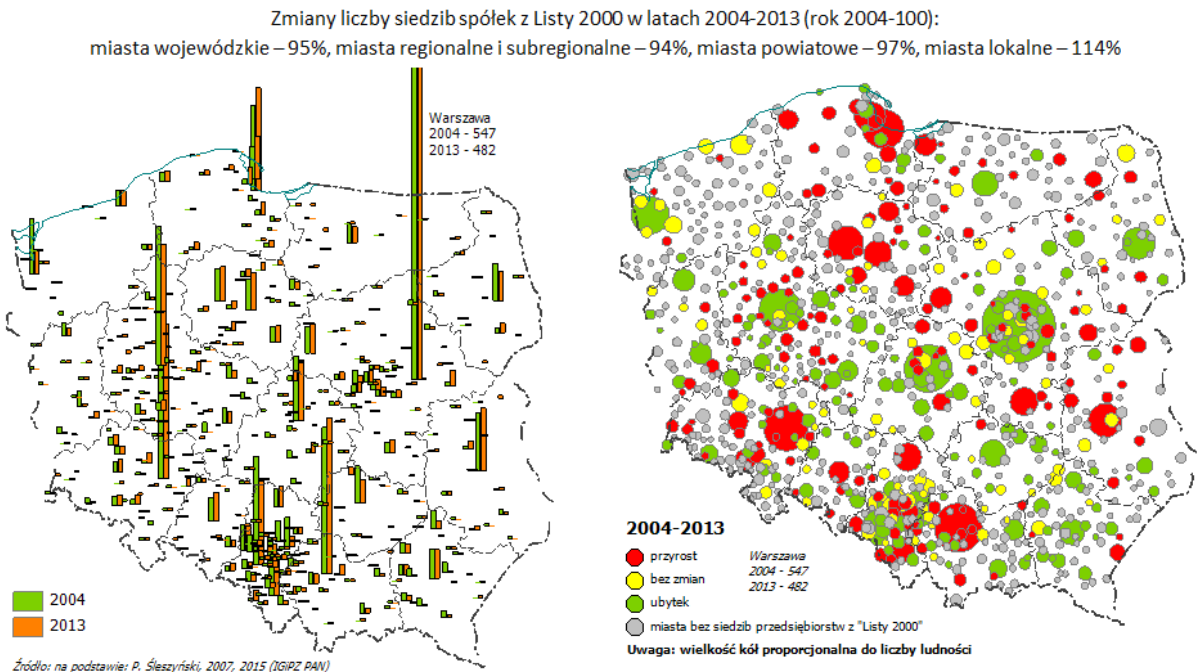 Zmiany liczby siedzib spółek z Listy 2000 w latach 2004-2013 (rok 2004-100):
miasta wojewódzkie – 95%, miasta regionalne i subregionalne – 94%, miasta powiatowe – 97%, miasta lokalne – 114%
Warszawa
2004 - 547
2013 - 482
2004
2013
Źródło: na podstawie: P. Śleszyński, 2007, 2015 (IGiPZ PAN)
2004-2013
przyrost
bez zmian
ubytek
miasta bez siedzib przedsiębiorstw z "Listy 2000"
Warszawa
2004 - 547
2013 - 482
Uwaga: wielkość kół proporcjonalna do liczby ludności